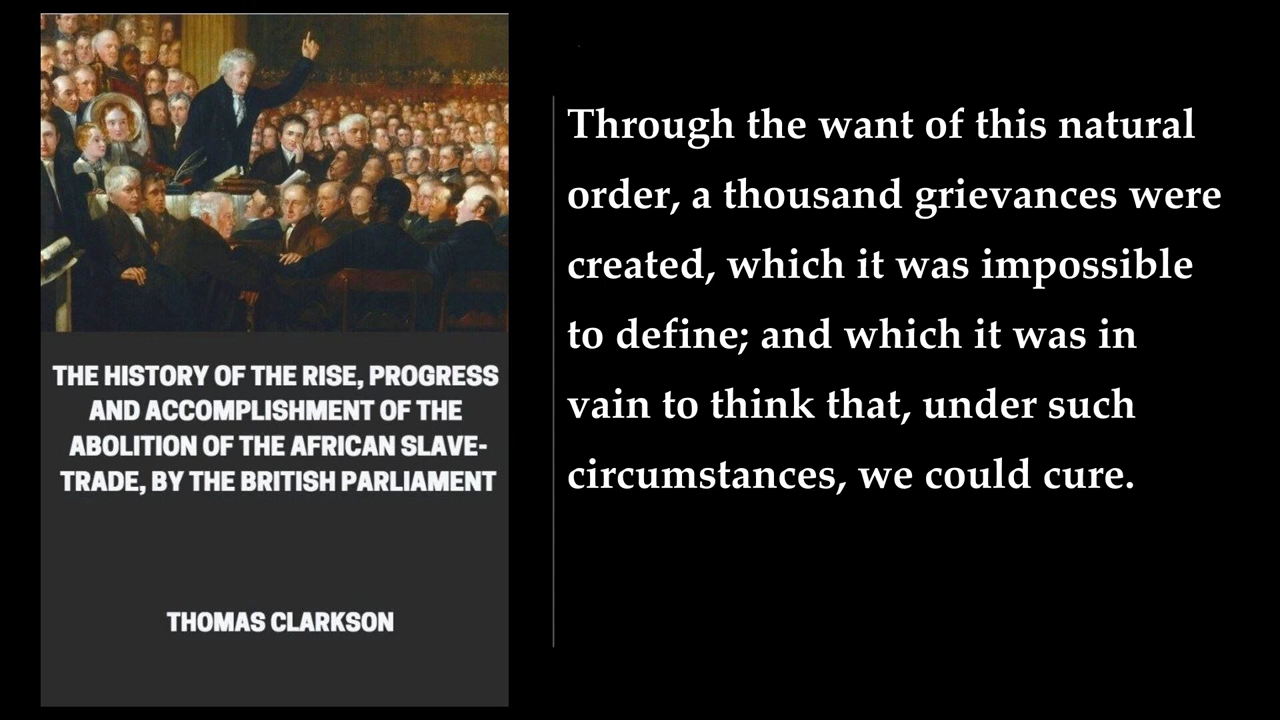 THE HISTORY OF THE RISE, PROGRESS
AND ACCOMPLISHMENT OF THE
ABOLITION OF THE AFRICAN SLAVE-
TRADE, BY THE BRITISH PARLIAMENT
THOMAS CLARKSON
Through the want of this natural
order, a thousand grievances were
created, which it was impossible
to define; and which it was in
vain to think that, under such
circumstances, we could cure.